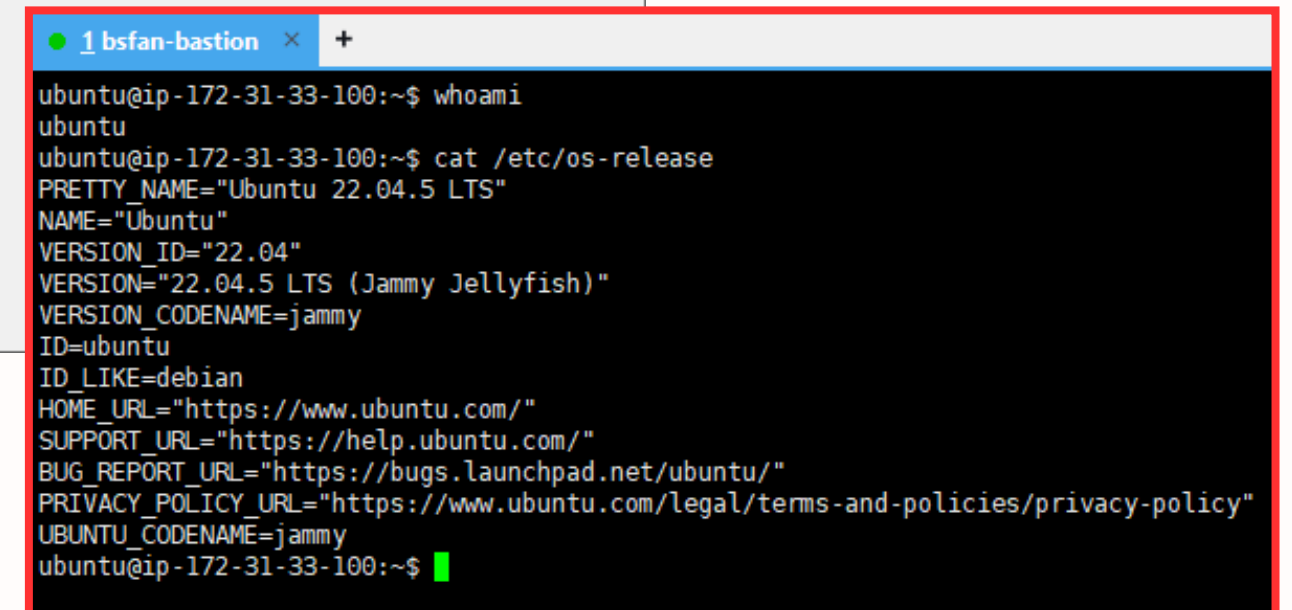 1 bsfan-bastion × +
ubuntu@ip-172-31-33-100:~$ whoami
ubuntu
ubuntu@ip-172-31-33-100:~$ cat /etc/os-release
PRETTY_NAME="Ubuntu 22.04.5 LTS"
NAME="Ubuntu"
VERSION_ID="22.04"
VERSION="22.04.5 LTS (Jammy Jellyfish)"
VERSION_CODENAME=jammy
ID=ubuntu
ID_LIKE=debian
HOME_URL="https://www.ubuntu.com/"
SUPPORT_URL="https://help.ubuntu.com/"
BUG_REPORT_URL="https://bugs.launchpad.net/ubuntu/"
PRIVACY_POLICY_URL="https://www.ubuntu.com/legal/terms-and-policies/privacy-policy"
UBUNTU_CODENAME=jammy
ubuntu@ip-172-31-33-100:~$